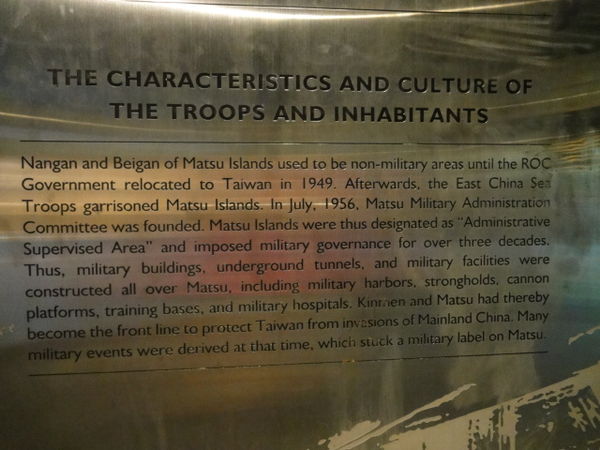 THE CHARACTERISTICS AND CULTURE OF
THE TROOPS AND INHABITANTS
Nangan and Beigan of Matsu Islands used to be non-military areas until the ROC
Government relocated to Taiwan in 1949. Afterwards, the East China Sea
Troops garrisoned Matsu Islands. In July, 1956, Matsu Military Administration
Committee was founded. Matsu Islands were thus designated as "Administrative
Supervised Area" and imposed military governance for over three decades.
Thus, military buildings, underground tunnels, and military facilities were
constructed all over Matsu, including military harbors, strongholds, cannon
platforms, training bases, and military hospitals. Kinmen and Matsu had thereby
become the front line to protect Taiwan from invasions of Mainland China. Many
military events were derived at that time, which stuck a military label on Matsu.